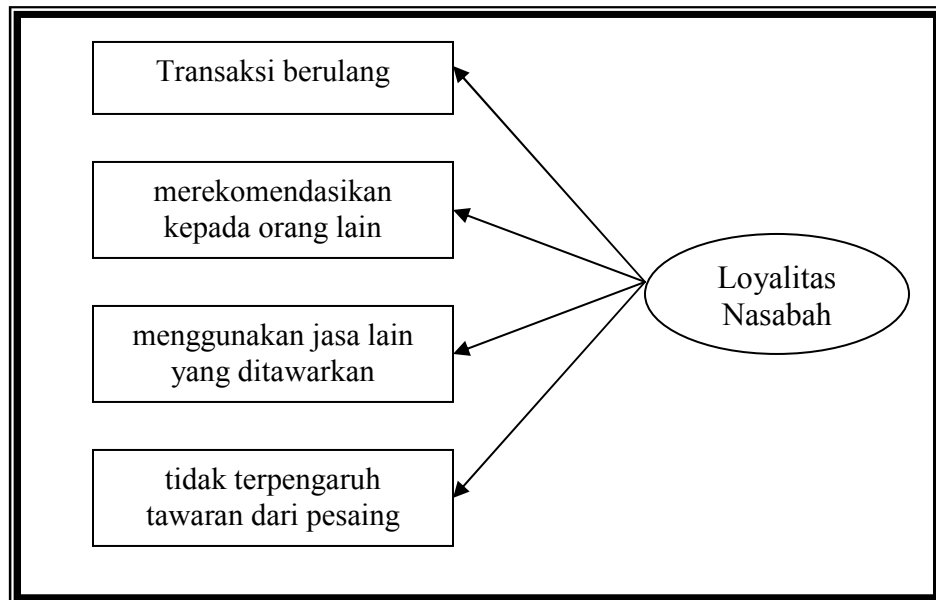 Transaksi berulang
merekomendasikan
kepada orang lain
menggunakan jasa lain
yang ditawarkan
tidak terpengaruh
tawaran dari pesaing
Loyalitas
Nasabah